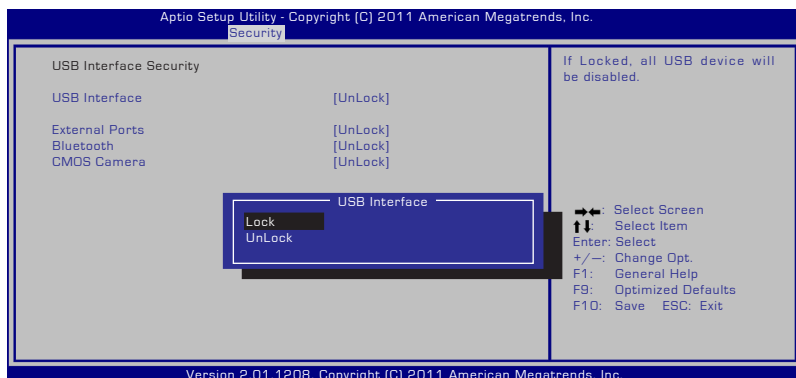 Aptio Setup Utility - Copyright (C) 2011 American Megatrends, Inc.
Security
USB Interface Security
USB Interface [UnLock]
External Ports [UnLock]
Bluetooth [UnLock]
CMOS Camera [UnLock]
USB Interface
Lock
UnLock
If Locked, all USB device will
be disabled.
→←: Select Screen
↑↓: Select Item
Enter: Select
+/—: Change Opt.
F1: General Help
F9: Optimized Defaults
F10: Save ESC: Exit
Version 2.01.1208. Copyright (C) 2011 American Megatrends, Inc.